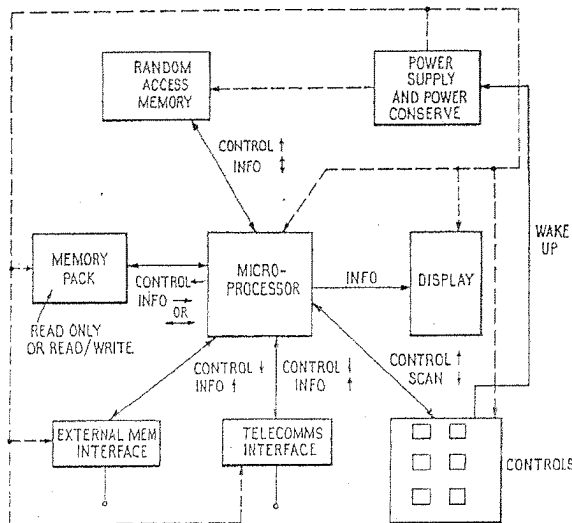 RANDOM
ACCESS
MEMORY
POWER
SUPPLY
AND POWER
CONSERVE
CONTROL ↑
INFO ↕
WAKE
UP
MEMORY
PACK
CONTROL ←
INFO →
OR
↔
MICRO-
PROCESSOR
INFO
DISPLAY
READ ONLY
OR READ/WRITE.
CONTROL ↓
INFO ↑
CONTROL ↓
INFO ↑
CONTROL ↑
SCAN ↓
EXTERNAL MEM
INTERFACE
TELECOMMS
INTERFACE
CONTROLS